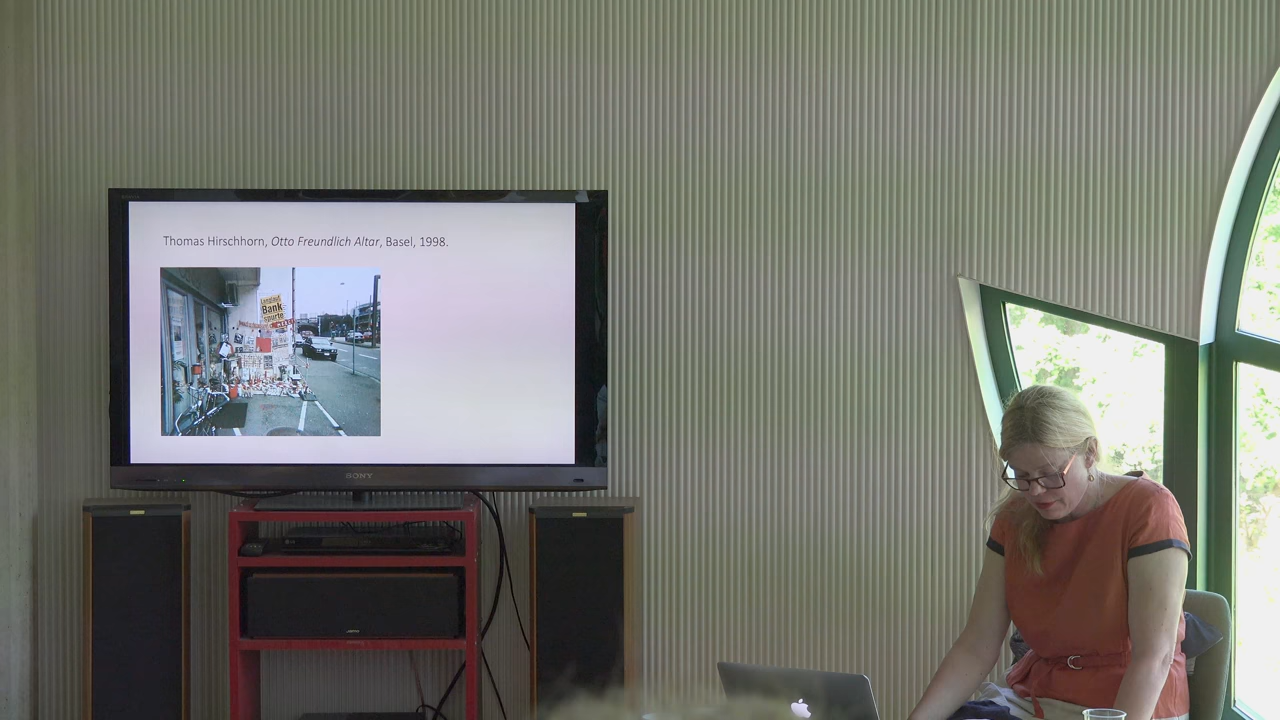 Thomas Hirschhorn, Otto Freundlich Altar, Basel, 1998.
Bank
SONY